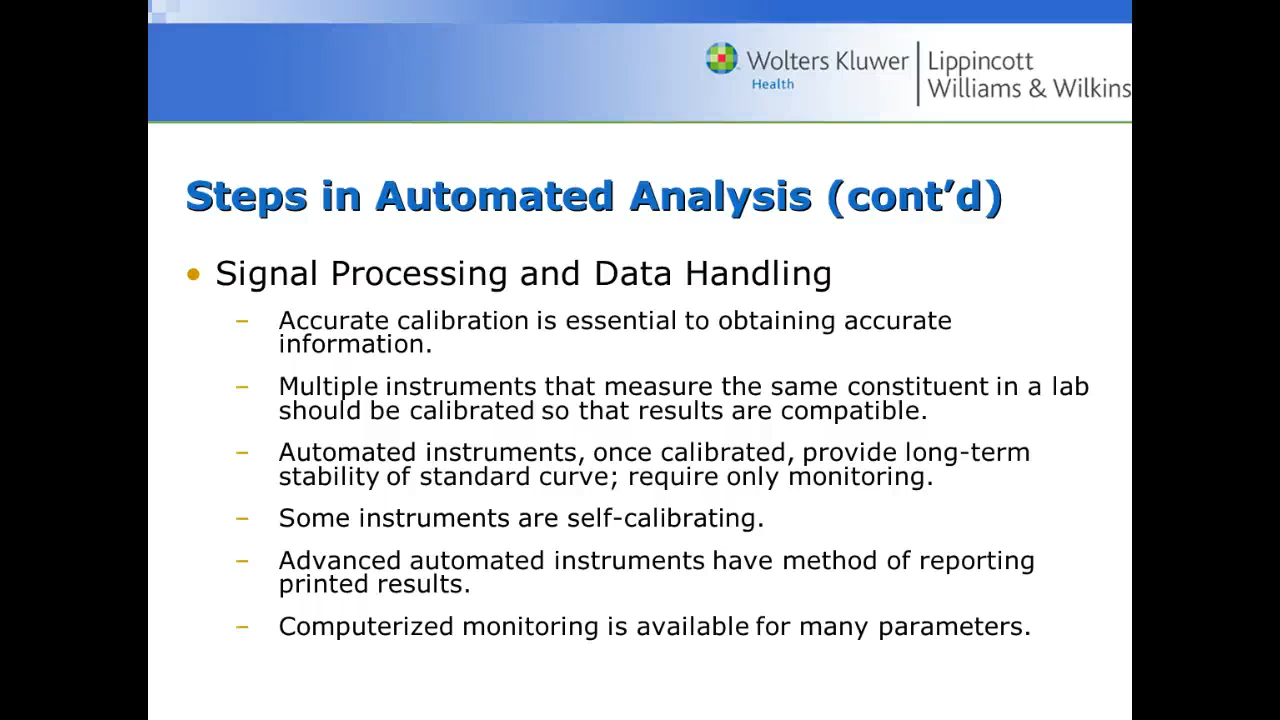 Wolters Kluwer
Health
Lippincott
Williams & Wilkins
Steps in Automated Analysis (cont’d)
• Signal Processing and Data Handling
– Accurate calibration is essential to obtaining accurate
information.
– Multiple instruments that measure the same constituent in a lab
should be calibrated so that results are compatible.
– Automated instruments, once calibrated, provide long-term
stability of standard curve; require only monitoring.
– Some instruments are self-calibrating.
– Advanced automated instruments have method of reporting
printed results.
– Computerized monitoring is available for many parameters.